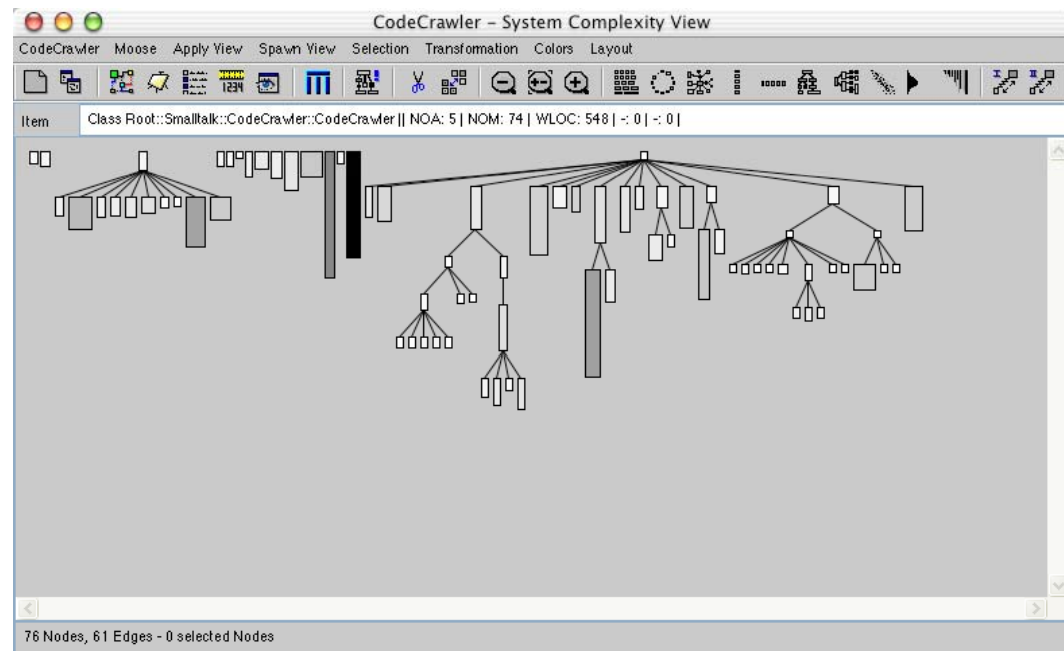 CodeCrawler – System Complexity View
CodeCrawler Moose Apply View Spawn View Selection Transformation Colors Layout
1234
Item Class Root::Smalltalk::CodeCrawler::CodeCrawler || NOA: 5 | NOM: 74 | WLOC: 548 | -: 0 | -: 0 |
76 Nodes, 61 Edges - 0 selected Nodes